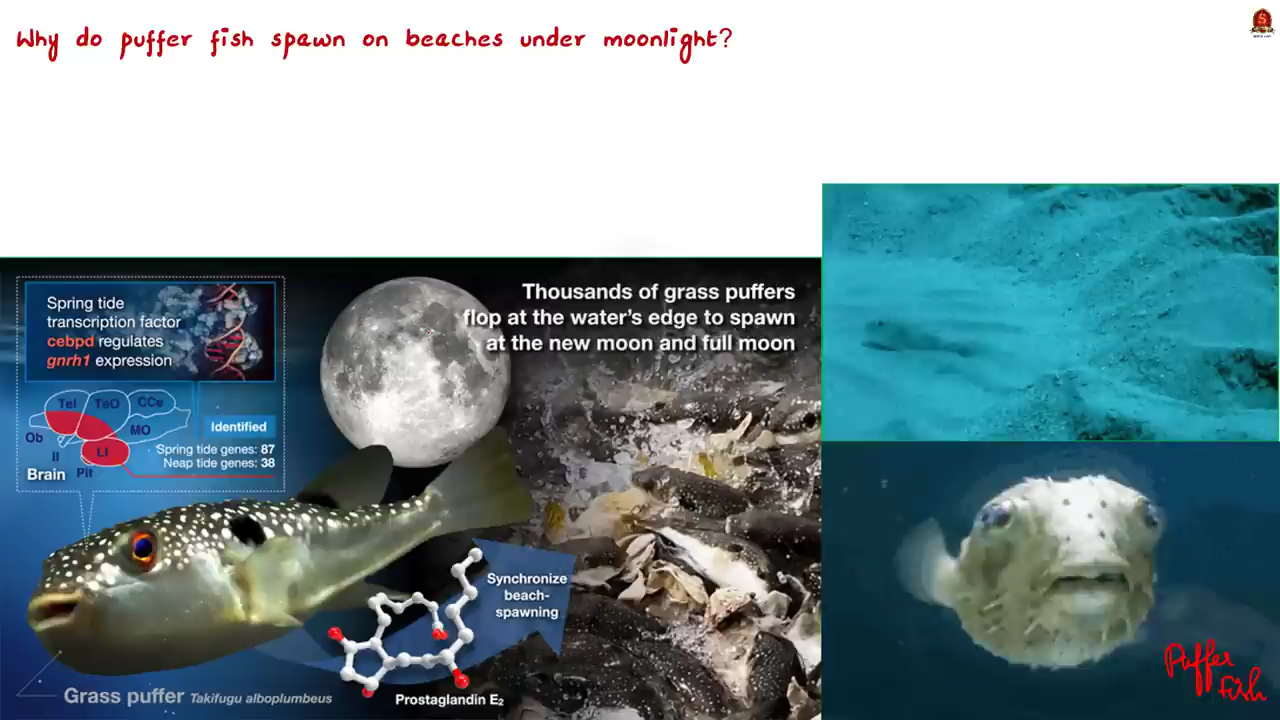 Why do puffer fish spawn on beaches under moonlight?
S
Thousands of grass puffers
flop at the water's edge to spawn
at the new moon and full moon
Spring tide
transcription factor
cebpd regulates
gnrh1 expression
Tel TeO CCe
Ob MO
II LI
Brain Pit
Identified
Spring tide genes: 87
Neap tide genes: 38
Synchronize
beach-
spawning
Prostaglandin E₂
Grass puffer Takifugu alboplumbeus
Puffer
Fish